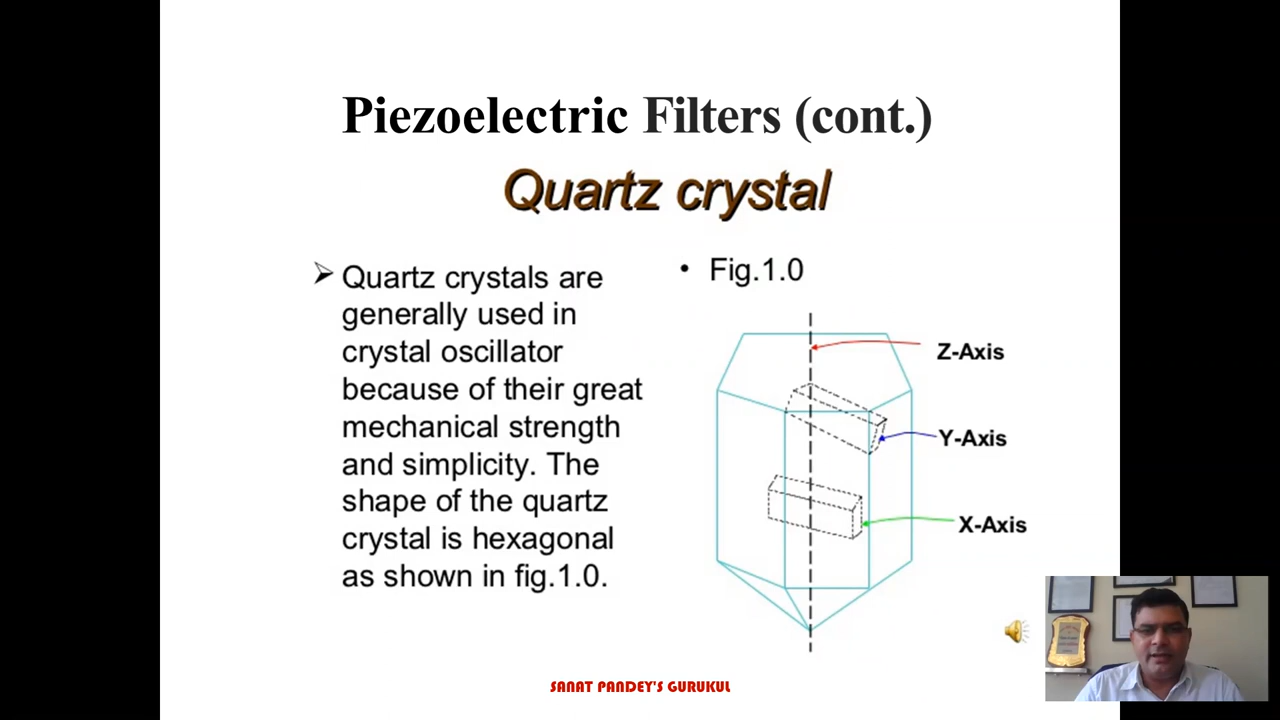 Piezoelectric Filters (cont.)
Quartz crystal
➢ Quartz crystals are
generally used in
crystal oscillator
because of their great
mechanical strength
and simplicity. The
shape of the quartz
crystal is hexagonal
as shown in fig.1.0.
• Fig.1.0
Z-Axis
Y-Axis
X-Axis
SANAT PANDEY'S GURUKUL